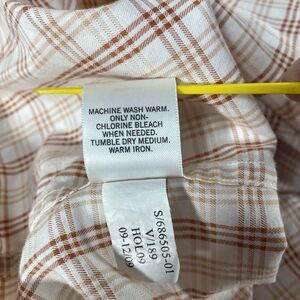 MACHINE WASH WARM.
ONLY NON-
CHLORINE BLEACH
WHEN NEEDED.
TUMBLE DRY MEDIUM.
WARM IRON.
S/686505-01
V/189
HOL09
09-12/09